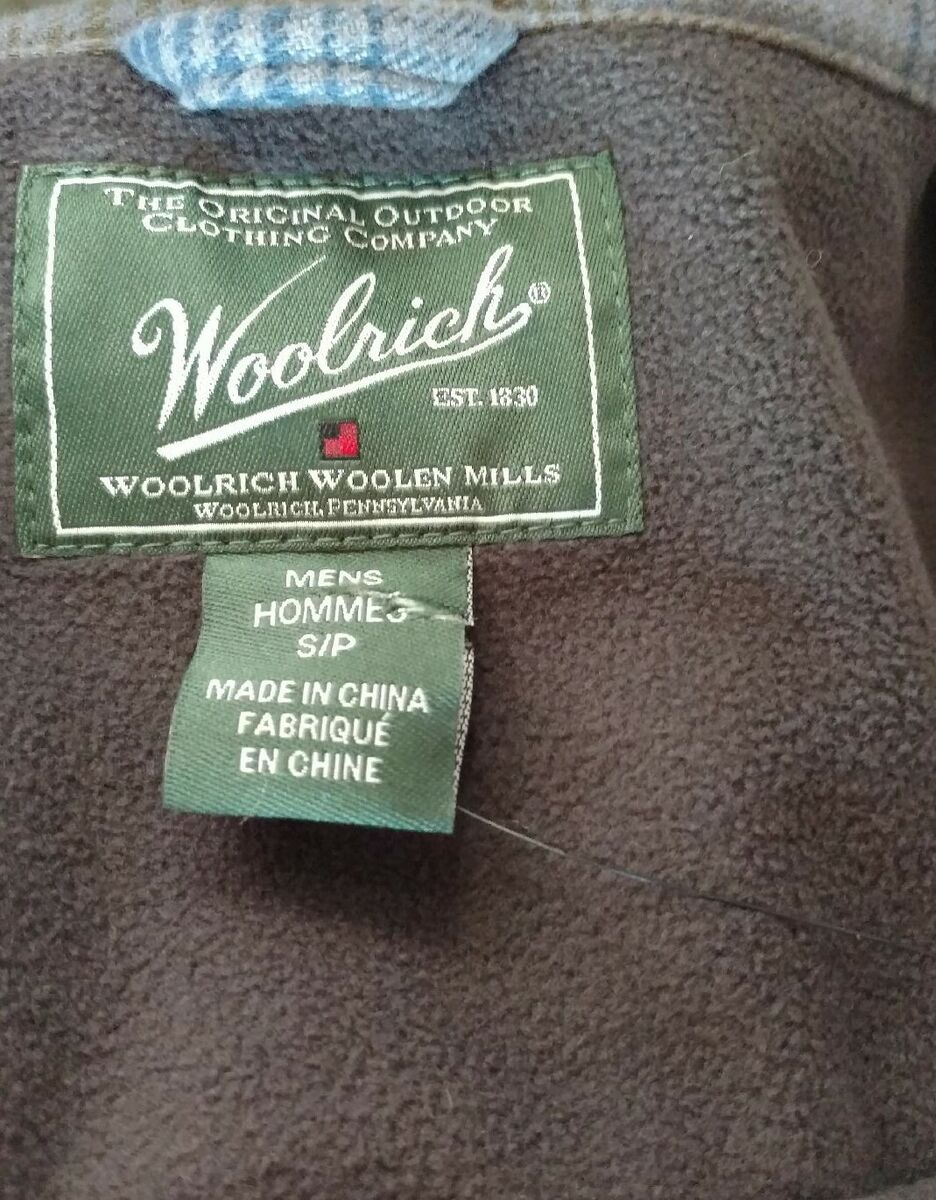 THE ORIGINAL OUTDOOR
CLOTHING COMPANY
Woolrich®
EST. 1830
WOOLRICH WOOLEN MILLS
WOOLRICH, PENNSYLVANIA
MENS
HOMMES
S/P
MADE IN CHINA
FABRIQUÉ
EN CHINE